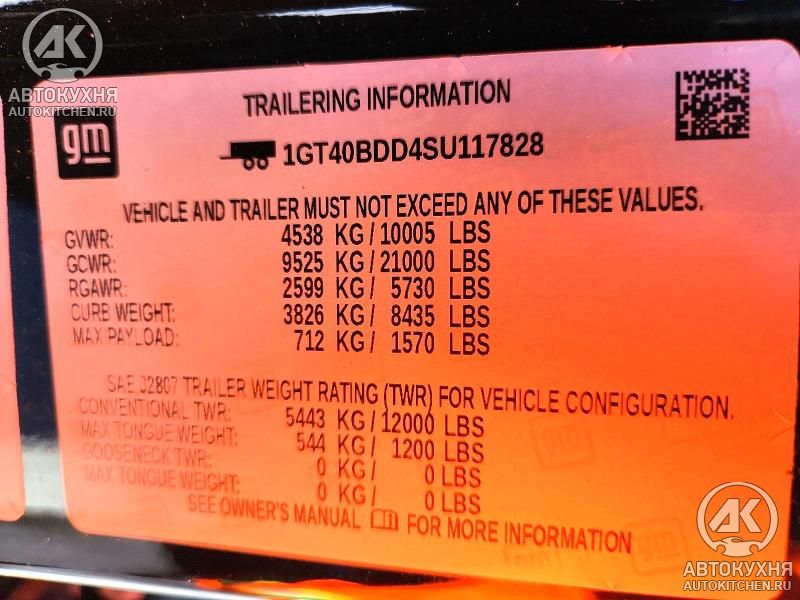 АК
АВТОКУХНЯ
AUTOKITCHEN.RU
gm
TRAILERING INFORMATION
1GT40BDD4SU117828
VEHICLE AND TRAILER MUST NOT EXCEED ANY OF THESE VALUES.
GVWR: 4538 KG/10005 LBS
GCWR: 9525 KG/21000 LBS
RGAWR: 2599 KG/ 5730 LBS
CURB WEIGHT: 3826 KG/ 8435 LBS
MAX PAYLOAD: 712 KG/ 1570 LBS
SAE J2807 TRAILER WEIGHT RATING (TWR) FOR VEHICLE CONFIGURATION.
CONVENTIONAL TWR: 5443 KG/12000 LBS
MAX TONGUE WEIGHT: 544 KG/ 1200 LBS
GOOSENECK TWR: 0 KG/ 0 LBS
MAX TONGUE WEIGHT: 0 KG/ 0 LBS
SEE OWNER'S MANUAL FOR MORE INFORMATION
gm
АК
АВТОКУХНЯ
AUTOKITCHEN.RU